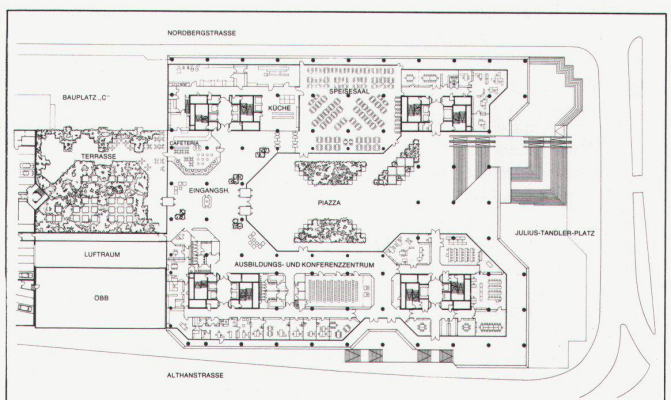 NORDBERGSTRASSE
BAUPLATZ „C"
SPEISESAAL
KÜCHE
CAFETERIA
TERRASSE
EINGANGSH.
PIAZZA
JULIUS-TANDLER-PLATZ
LUFTRAUM
AUSBILDUNGS- UND KONFERENZZENTRUM
ÖBB
ALTHANSTRASSE